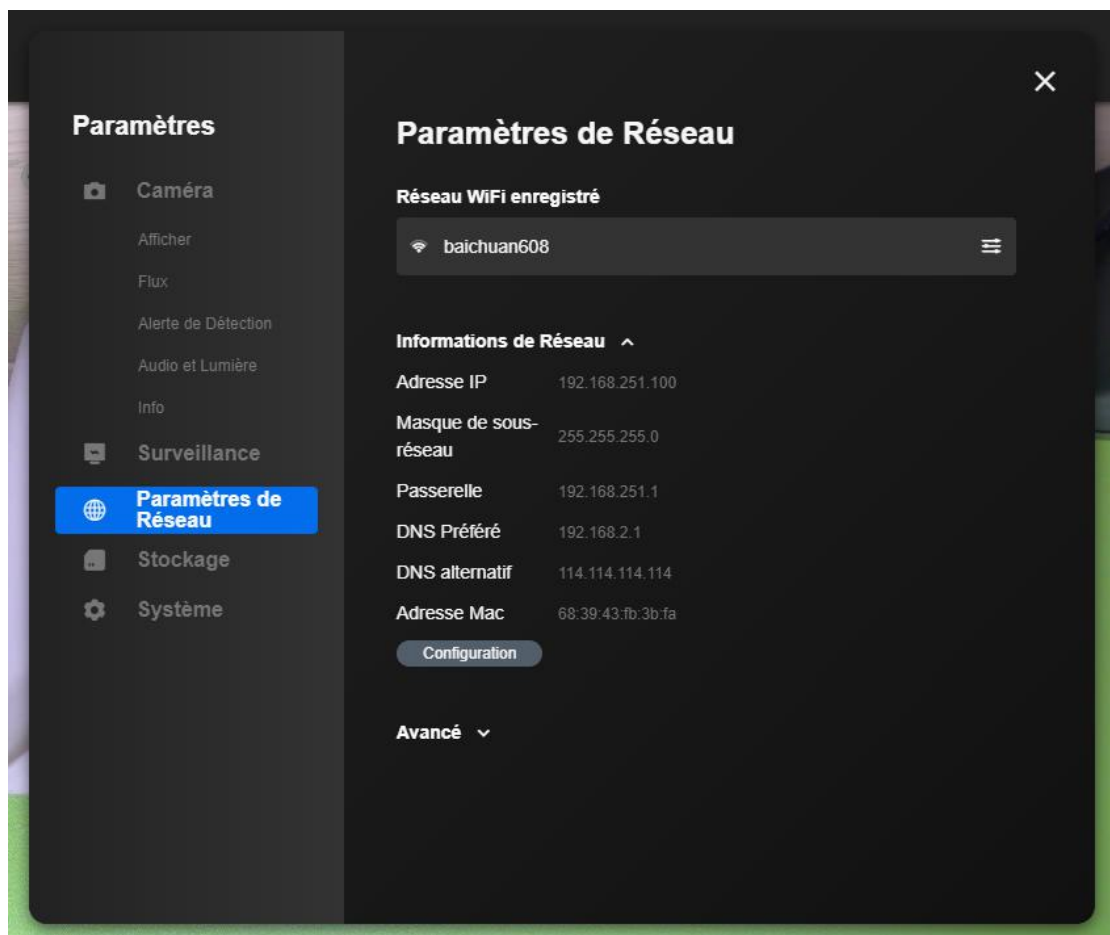 Paramètres
Caméra
Afficher
Flux
Alerte de Détection
Audio et Lumière
Info
Surveillance
Paramètres de
Réseau
Stockage
Système
Paramètres de Réseau
Réseau WiFi enregistré
baichuan608
Informations de Réseau
Adresse IP 192.168.251.100
Masque de sous-
réseau 255.255.255.0
Passerelle 192.168.251.1
DNS Préféré 192.168.2.1
DNS alternatif 114.114.114.114
Adresse Mac 68:39:43:fb:3b:fa
Configuration
Avancé